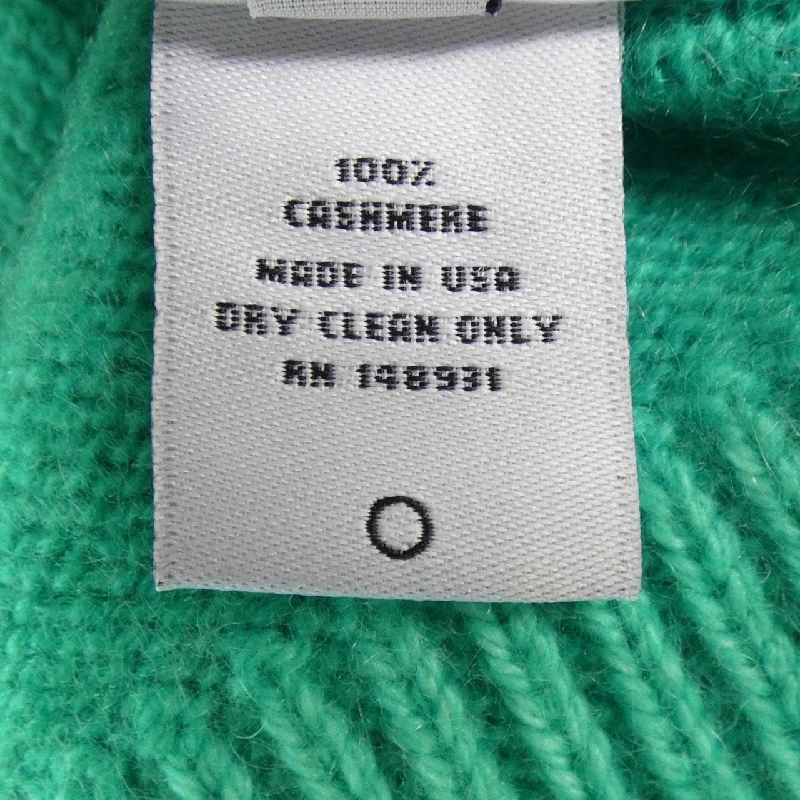 100%
CASHMERE
MADE IN USA
DRY CLEAN ONLY
RN 148931